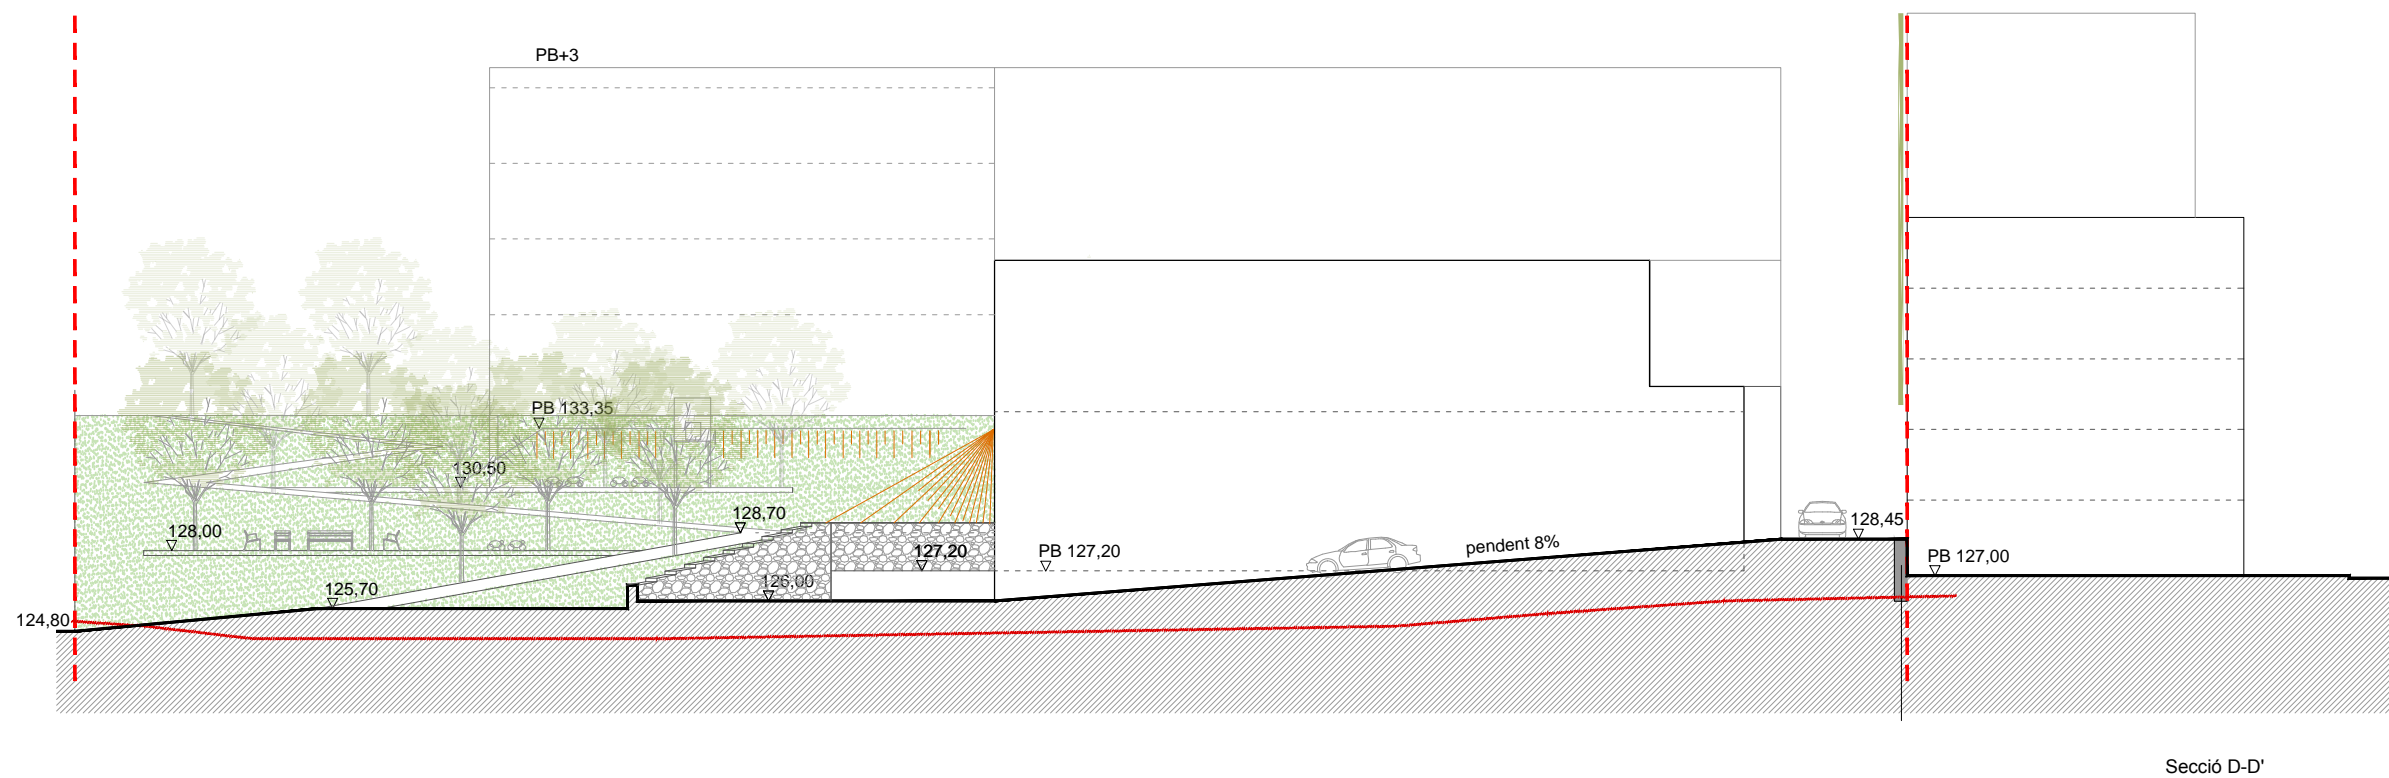 PB+3
PB 133,35
130,50
128,70
128,00
127,20
PB 127,20
pendent 8%
128,45
PB 127,00
126,00
125,70
124,80
Secció D-D'